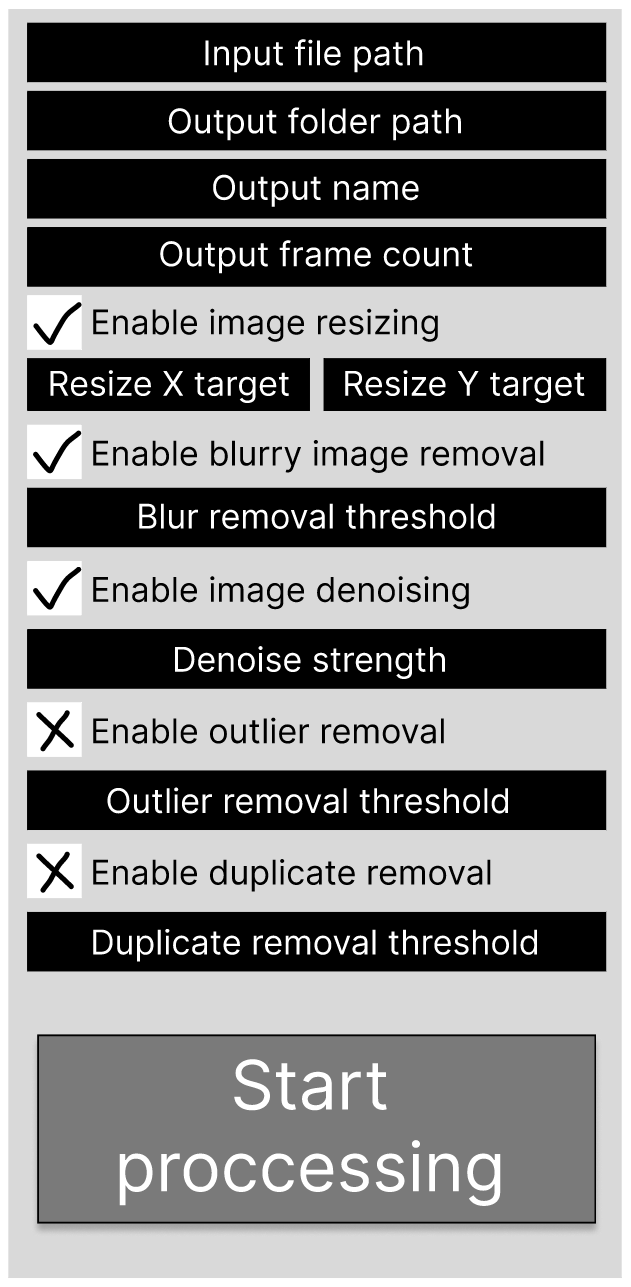 Input file path
Output folder path
Output name
Output frame count
Enable image resizing
Resize X target
Resize Y target
Enable blurry image removal
Blur removal threshold
Enable image denoising
Denoise strength
Enable outlier removal
Outlier removal threshold
Enable duplicate removal
Duplicate removal threshold
Start
proccessing